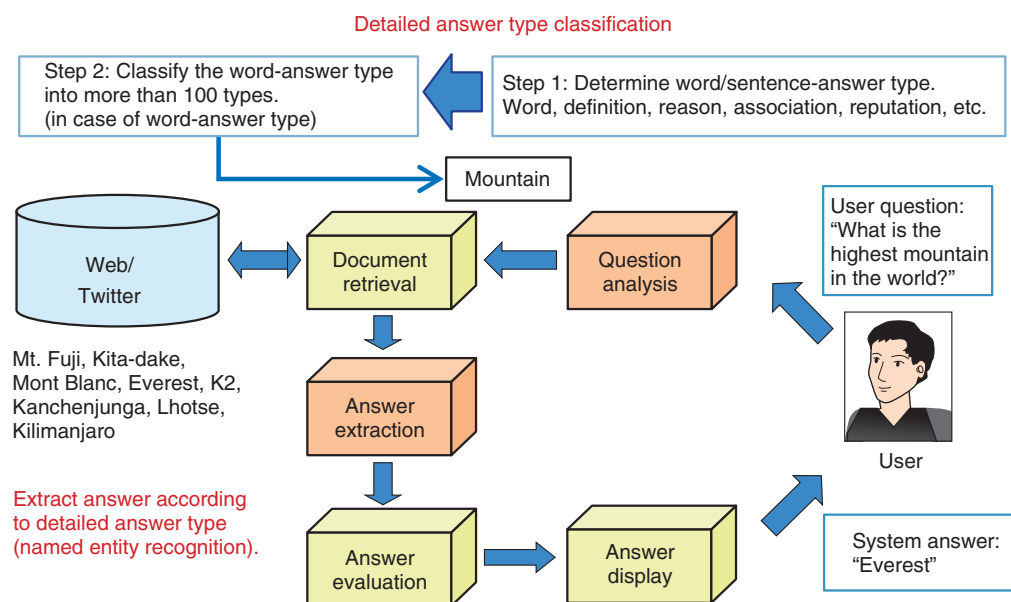 Detailed answer type classification
Step 2: Classify the word-answer type
into more than 100 types.
(in case of word-answer type)
Step 1: Determine word/sentence-answer type.
Word, definition, reason, association, reputation, etc.
Mountain
User question:
“What is the
highest mountain
in the world?”
Web/
Twitter
Document
retrieval
Question
analysis
Mt. Fuji, Kita-dake,
Mont Blanc, Everest, K2,
Kanchenjunga, Lhotse,
Kilimanjaro
Answer
extraction
User
Extract answer according
to detailed answer type
(named entity recognition).
Answer
evaluation
Answer
display
System answer:
“Everest”